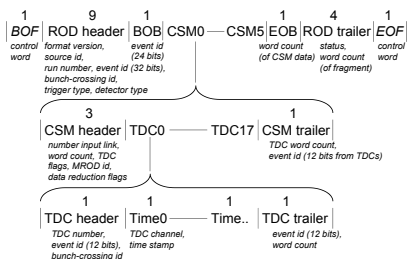 1 9 1 1 4 1
BOF ROD header BOB CSM0 CSM5 EOB ROD trailer EOF
control word
format version, source id, run number, event id (32 bits), bunch-crossing id, trigger type, detector type
event id (24 bits)
word count (of CSM data)
status, word count (of fragment)
control word
3 1
CSM header TDC0 TDC17 CSM trailer
number input link, word count, TDC flags, MROD id, data reduction flags
TDC word count, event id (12 bits from TDCs)
1 1 1 1
TDC header Time0 Time.. TDC trailer
TDC number, event id (12 bits), bunch-crossing id
TDC channel, time stamp
event id (12 bits), word count